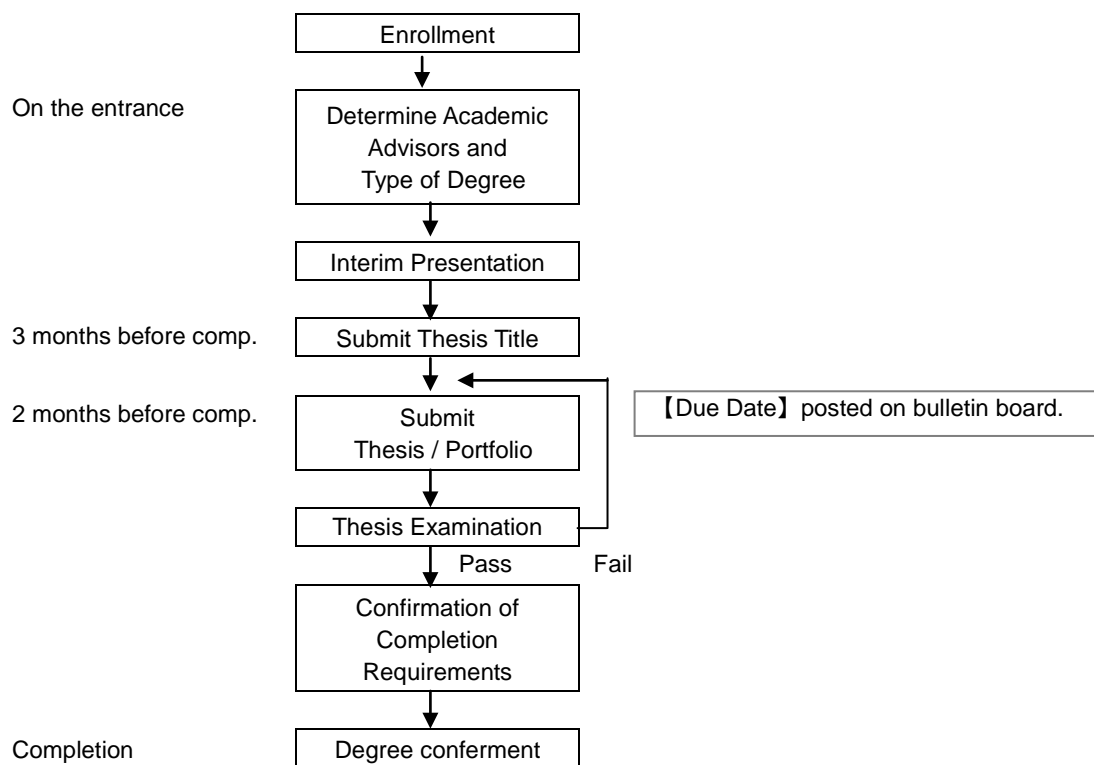 Enrollment
On the entrance
Determine Academic
Advisors and
Type of Degree
Interim Presentation
3 months before comp.
Submit Thesis Title
2 months before comp.
Submit
Thesis / Portfolio
【Due Date】posted on bulletin board.
Thesis Examination
Pass
Fail
Confirmation of
Completion
Requirements
Completion
Degree conferment